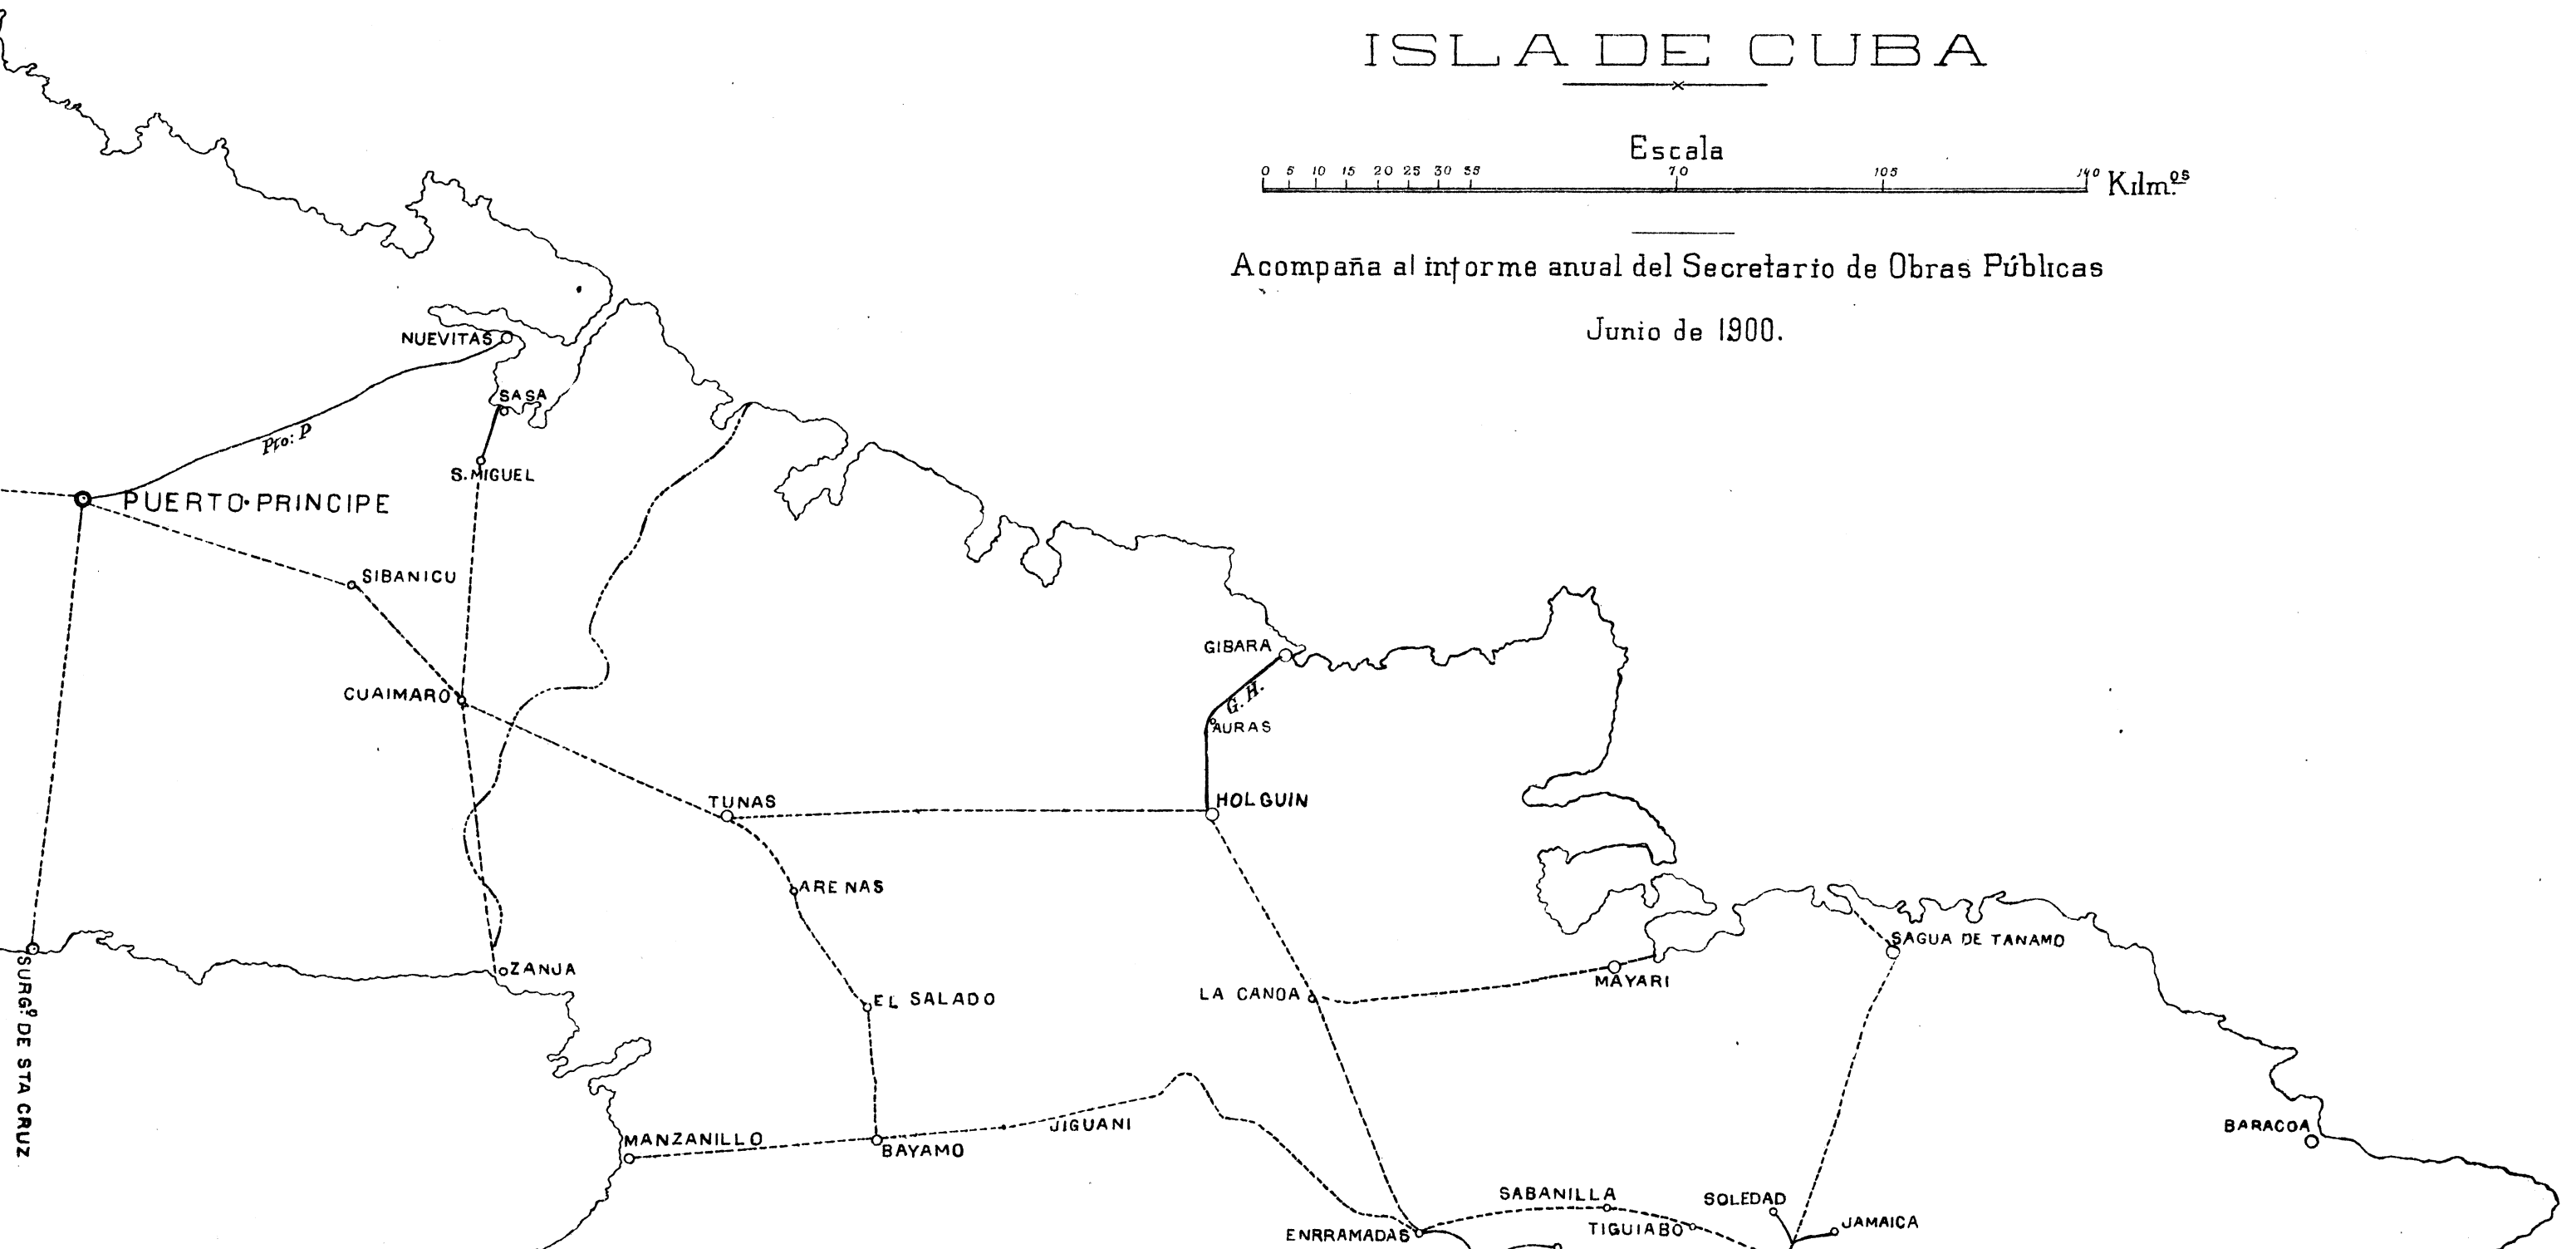 ISLA DE CUBA
Escala
0 5 10 15 20 25 30 35 70 105 140 Kilm.os
Acompaña al informe anual del Secretario de Obras Públicas
Junio de 1900.
NUEVITAS
SASA
Pto: P
S. MIGUEL
PUERTO-PRINCIPE
SIBANICU
GIBARA
G. H.
CUAIMARO
AURAS
TUNAS
HOLGUIN
ARENAS
SAGUA DE TANAMO
ZANJA
MAYARI
LA CANOA
EL SALADO
SURG.o DE STA CRUZ
JIGUANI
BARACOA
MANZANILLO
BAYAMO
SABANILLA
SOLEDAD
JAMAICA
TIGUIABO
ENRRAMADAS